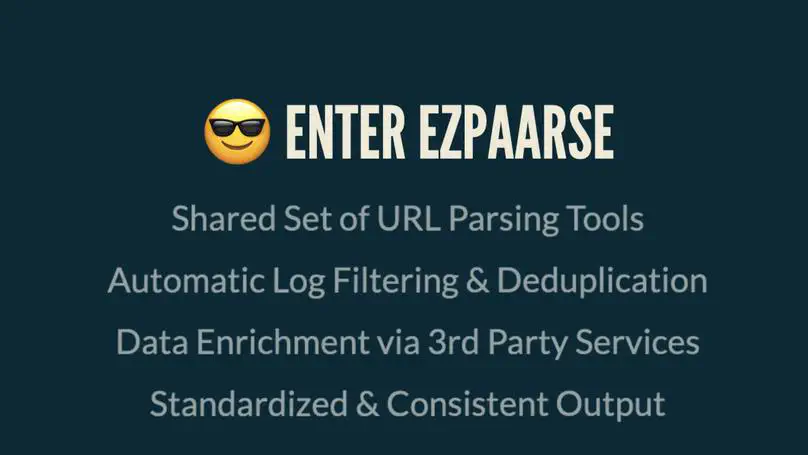 😎 ENTER EZPAARSE
Shared Set of URL Parsing Tools
Automatic Log Filtering & Deduplication
Data Enrichment via 3rd Party Services
Standardized & Consistent Output